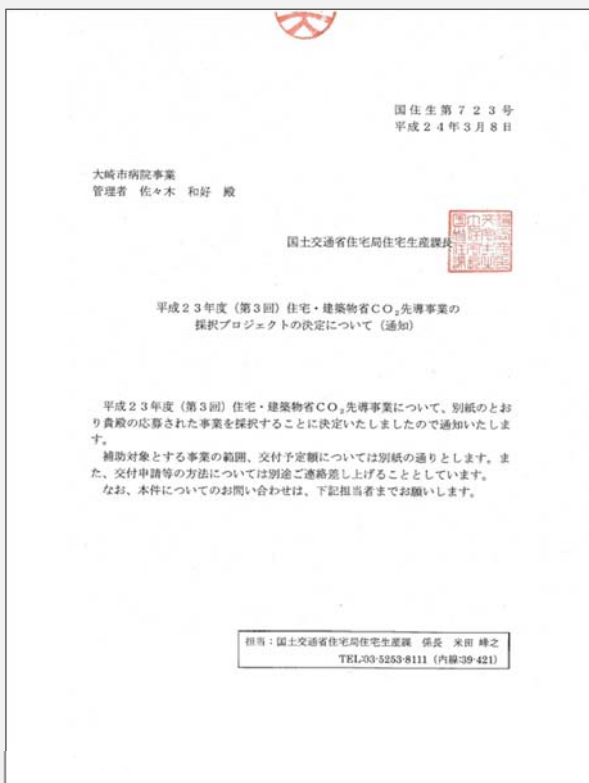 国住生第７２３号
平成２４年３月８日
大崎市病院事業
管理者　佐々木　和好　殿
国土交通省住宅局住宅生産課長
平成２３年度（第３回）住宅・建築物省ＣＯ₂先導事業の
採択プロジェクトの決定について（通知）
平成２３年度（第３回）住宅・建築物省ＣＯ₂先導事業について、別紙のとお
り貴殿の応募された事業を採択することに決定いたしましたので通知いたしま
す。
補助対象とする事業の範囲、交付予定額については別紙の通りとします。ま
た、交付申請等の方法については別途ご連絡差し上げることとしています。
なお、本件についてのお問い合わせは、下記担当者までお願いします。
担当：国土交通省住宅局住宅生産課　係長　米田 峰之
TEL:03-5253-8111（内線:39-421）